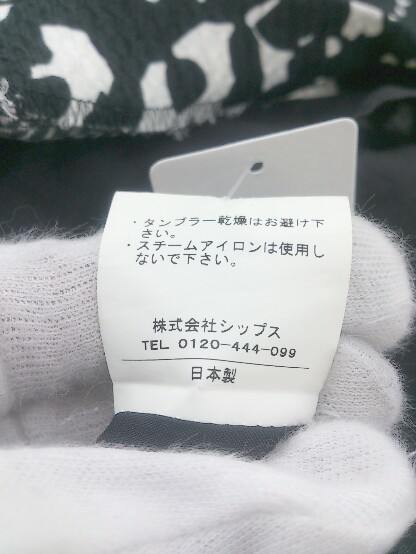 ・タンブラー乾燥はお避け下
さい。
・スチームアイロンは使用し
ないで下さい。
株式会社シップス
TEL 0120-444-099
日本製